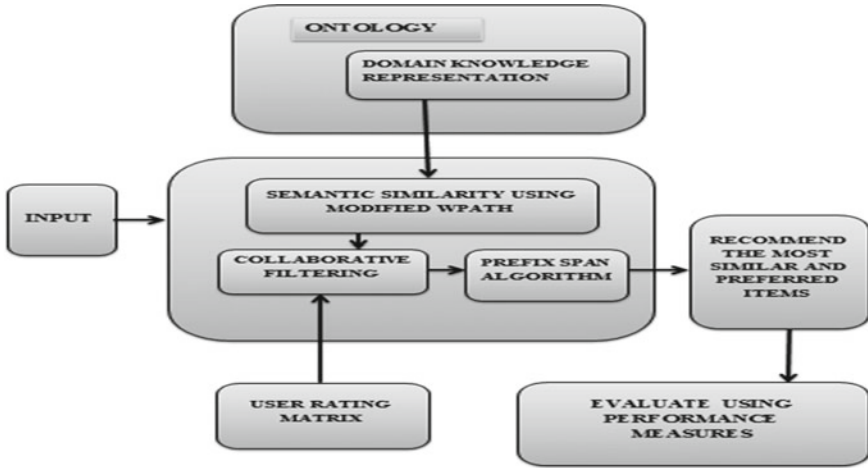 ONTOLOGY
DOMAIN KNOWLEDGE
REPRESENTATION
SEMANTIC SIMILARITY USING
MODIFIED WPATH
INPUT
COLLABORATIVE
FILTERING
PREFIX SPAN
ALGORITHM
RECOMMEND
THE MOST
SIMILAR AND
PREFERRED
ITEMS
USER RATING
MATRIX
EVALUATE USING
PERFORMANCE
MEASURES